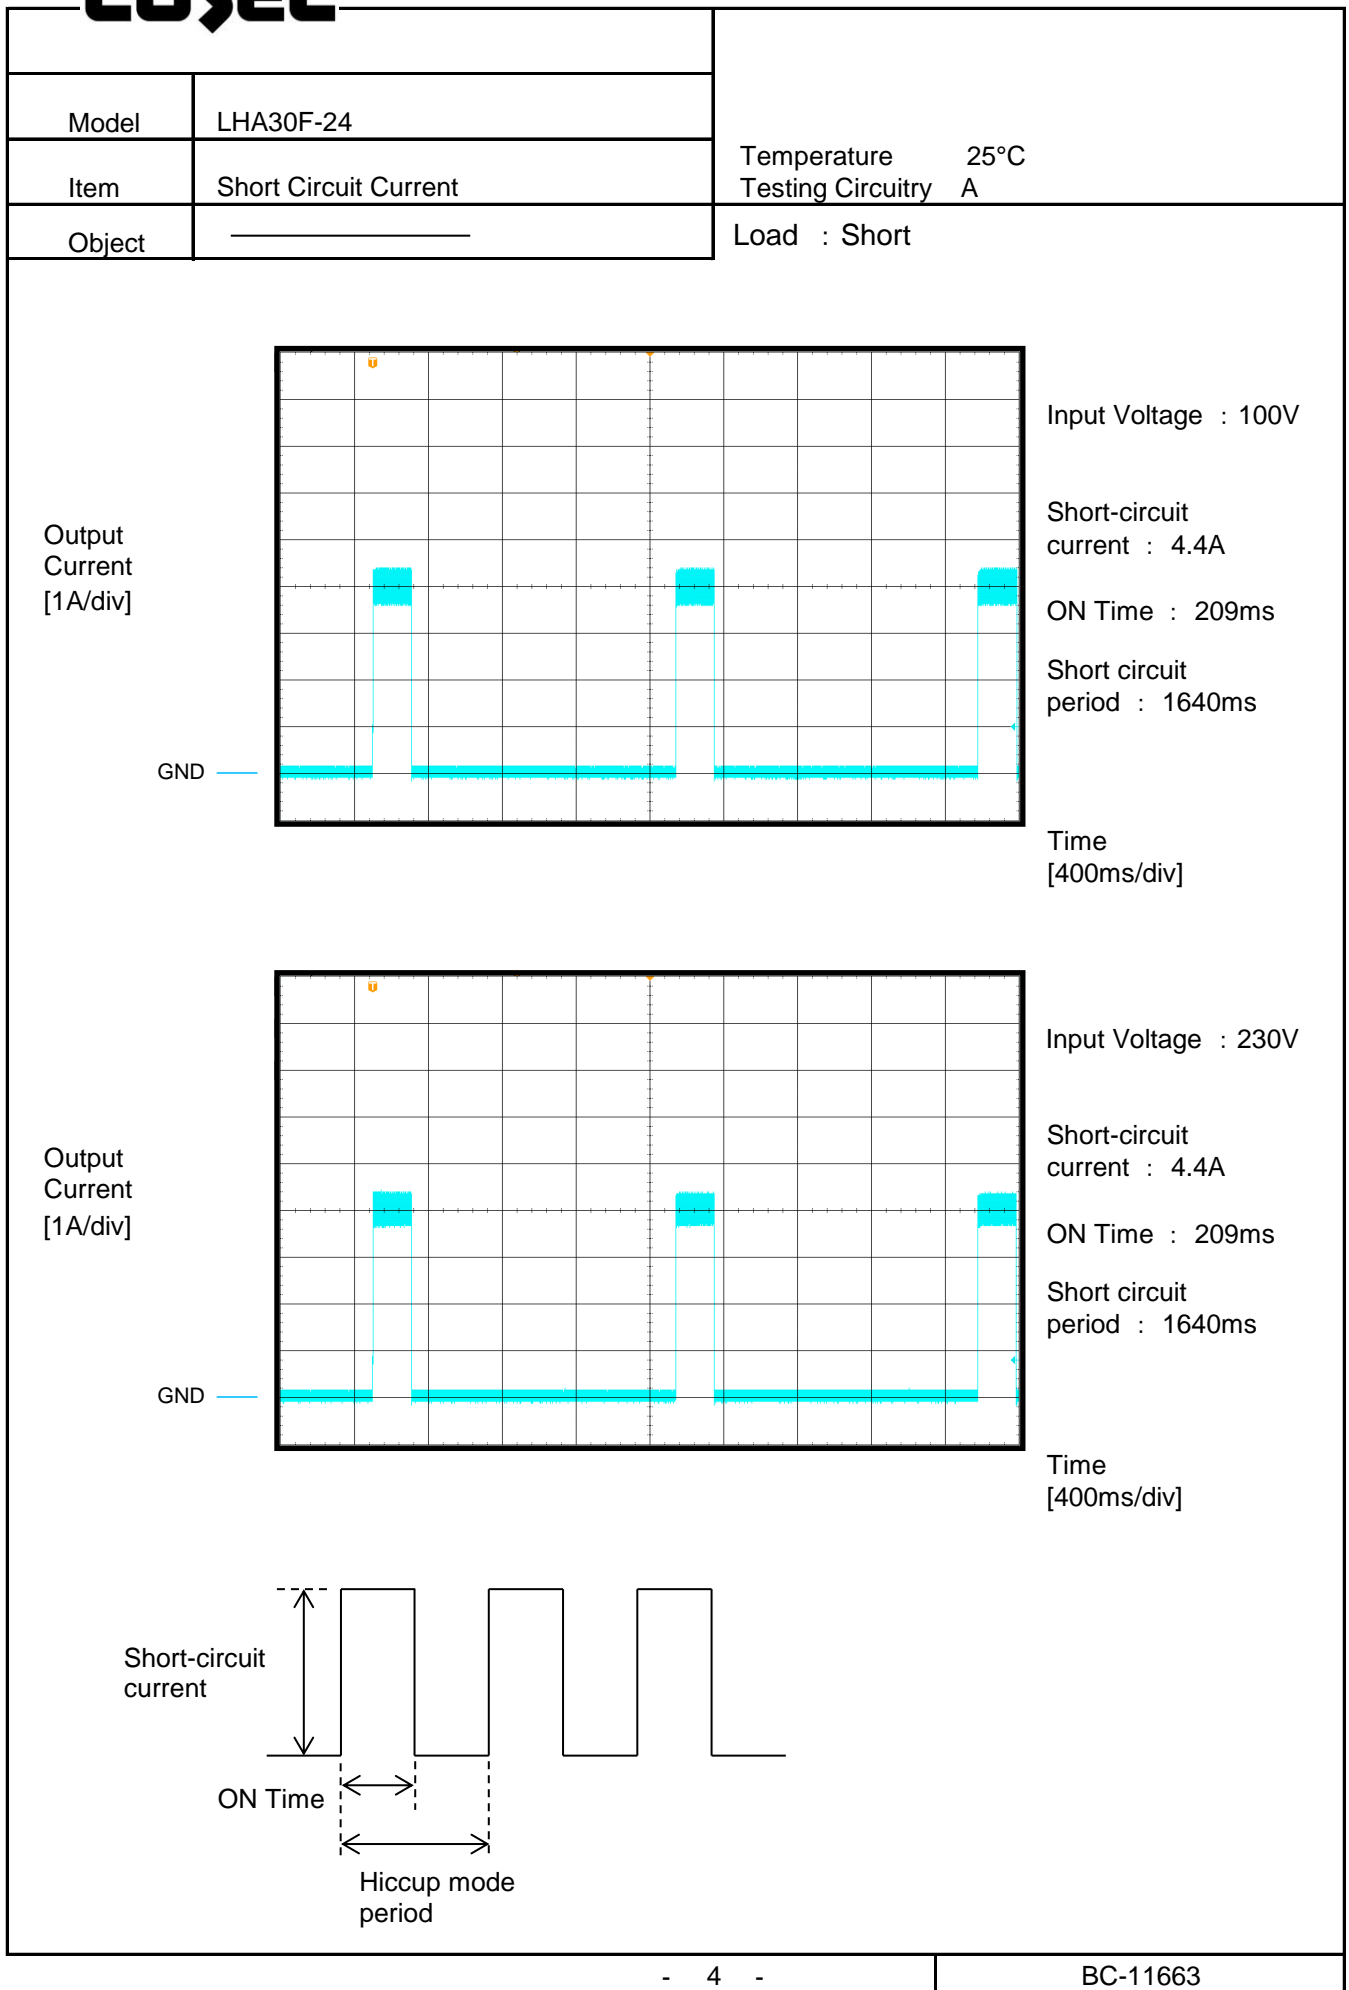 COSEL
Model LHA30F-24
Temperature 25°C
Item Short Circuit Current
Testing Circuitry A
Object
Load : Short
Input Voltage : 100V
Short-circuit
current : 4.4A
ON Time : 209ms
Short circuit
period : 1640ms
Output
Current
[1A/div]
T
GND
Time
[400ms/div]
Input Voltage : 230V
Short-circuit
current : 4.4A
ON Time : 209ms
Short circuit
period : 1640ms
Output
Current
[1A/div]
T
GND
Time
[400ms/div]
Short-circuit
current
ON Time
Hiccup mode
period
- 4 -
BC-11663